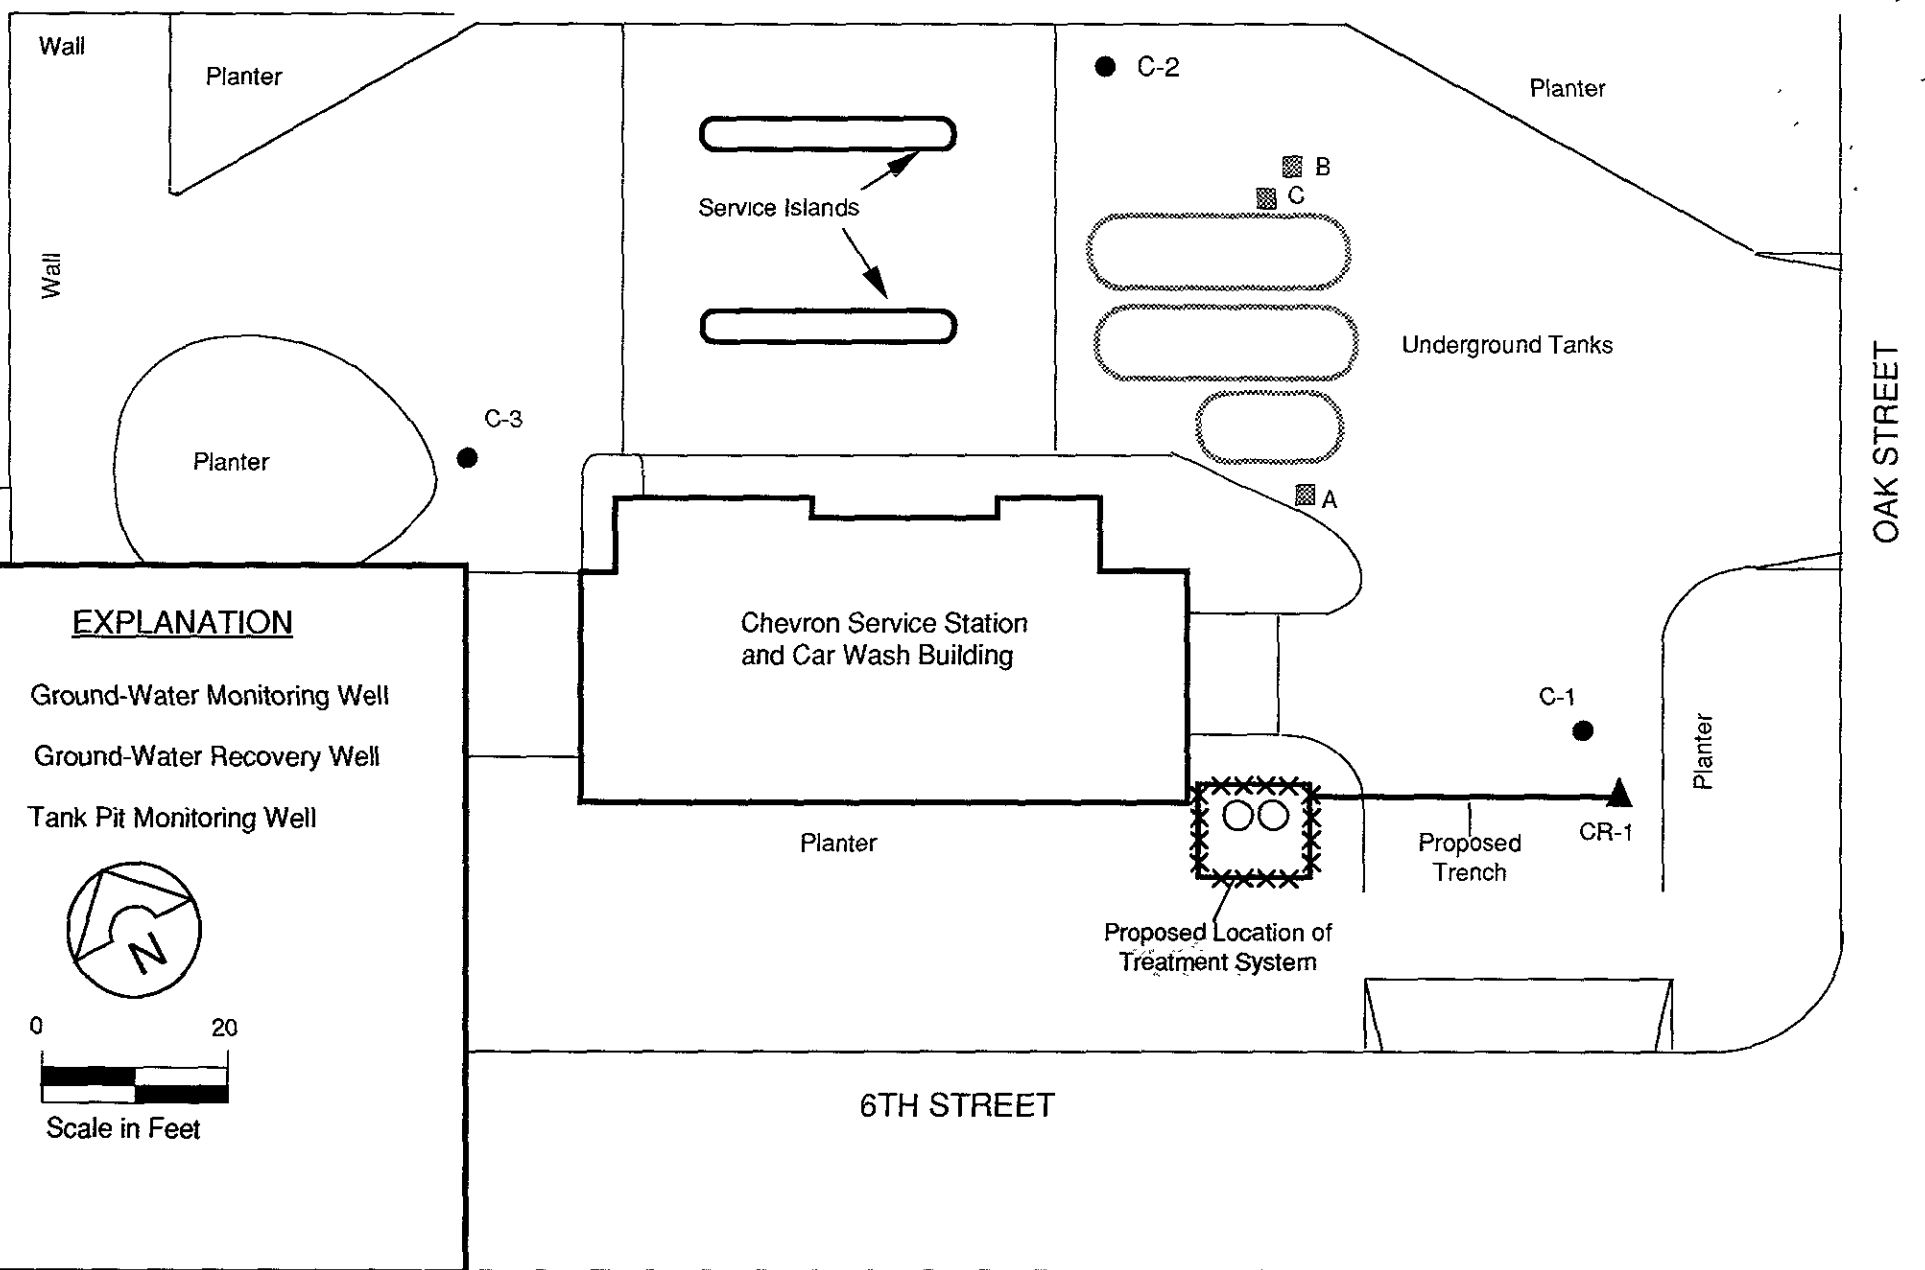 Wall
Planter
C-2
Planter
B
C
Service Islands
Wall
Underground Tanks
OAK STREET
C-3
Planter
A
EXPLANATION
Ground-Water Monitoring Well
Ground-Water Recovery Well
Tank Pit Monitoring Well
N
0 20
Scale in Feet
Chevron Service Station
and Car Wash Building
C-1
Planter
CR-1
Proposed
Trench
Planter
Proposed Location of
Treatment System
6TH STREET